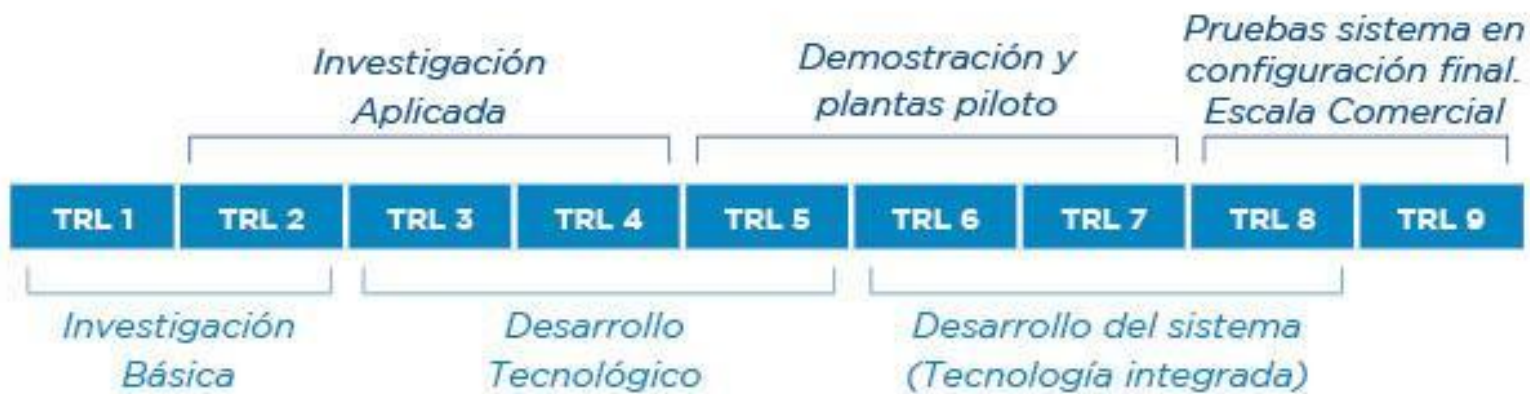 Investigación
Aplicada
Demostración y
plantas piloto
Pruebas sistema en
configuración final.
Escala Comercial
TRL 1
TRL 2
TRL 3
TRL 4
TRL 5
TRL 6
TRL 7
TRL 8
TRL 9
Investigación
Básica
Desarrollo
Tecnológico
Desarrollo del sistema
(Tecnología integrada)